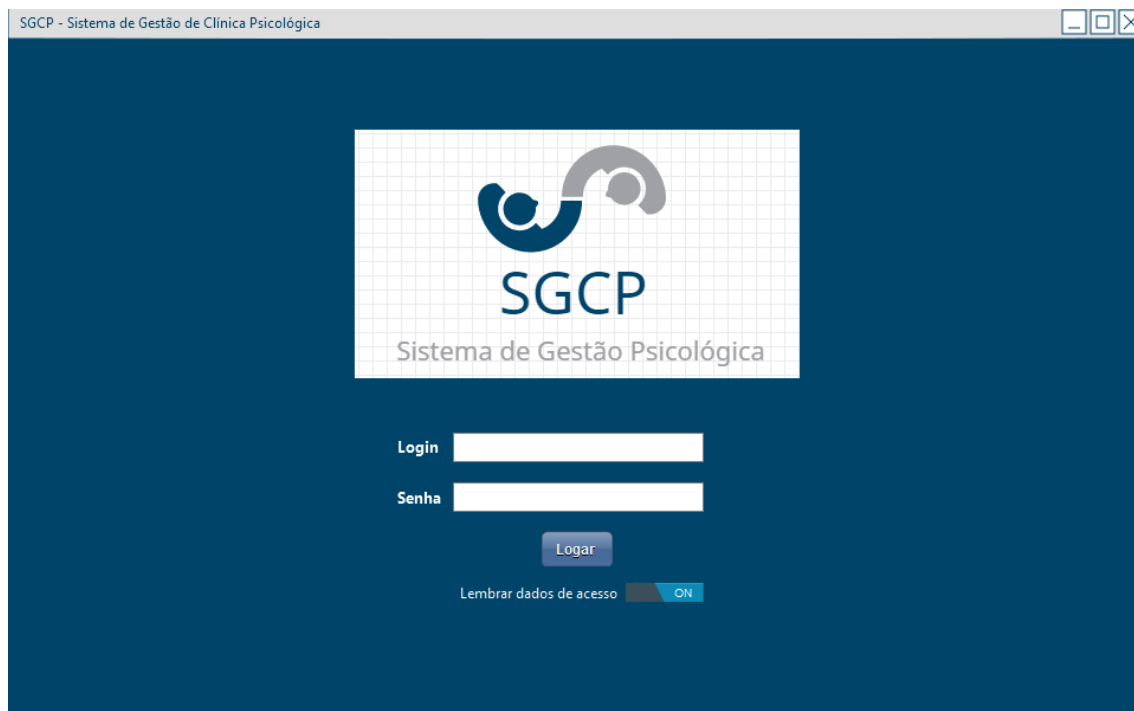 SGCP - Sistema de Gestão de Clínica Psicológica
SGCP
Sistema de Gestão Psicológica
Login
Senha
Logar
Lembrar dados de acesso ON